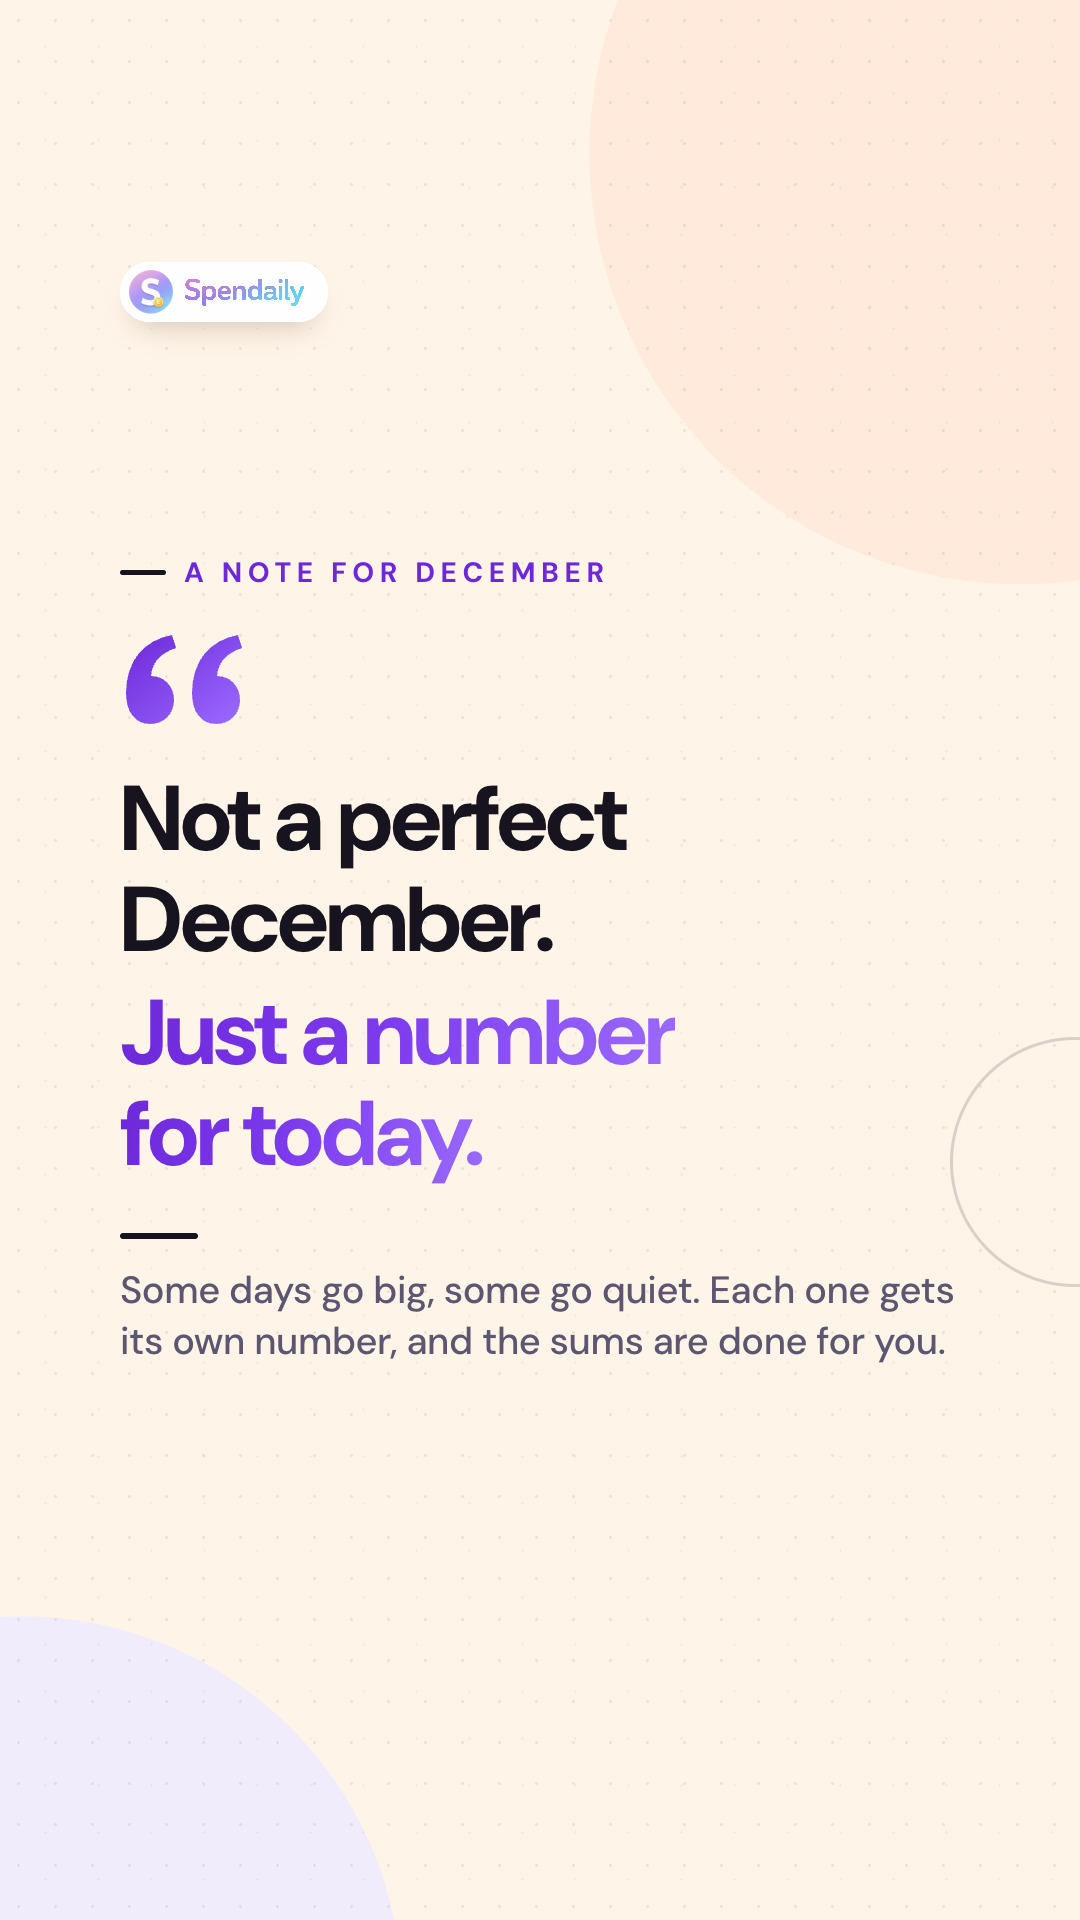 Spendaily
A NOTE FOR DECEMBER
“
Not a perfect
December.
Just a number
for today.
Some days go big, some go quiet. Each one gets
its own number, and the sums are done for you.